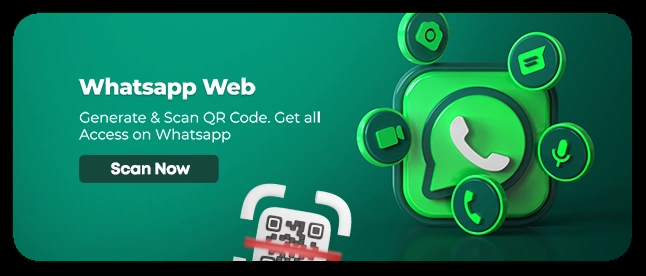 Whatsapp Web
Generate & Scan QR Code. Get all
Access on Whatsapp
Scan Now